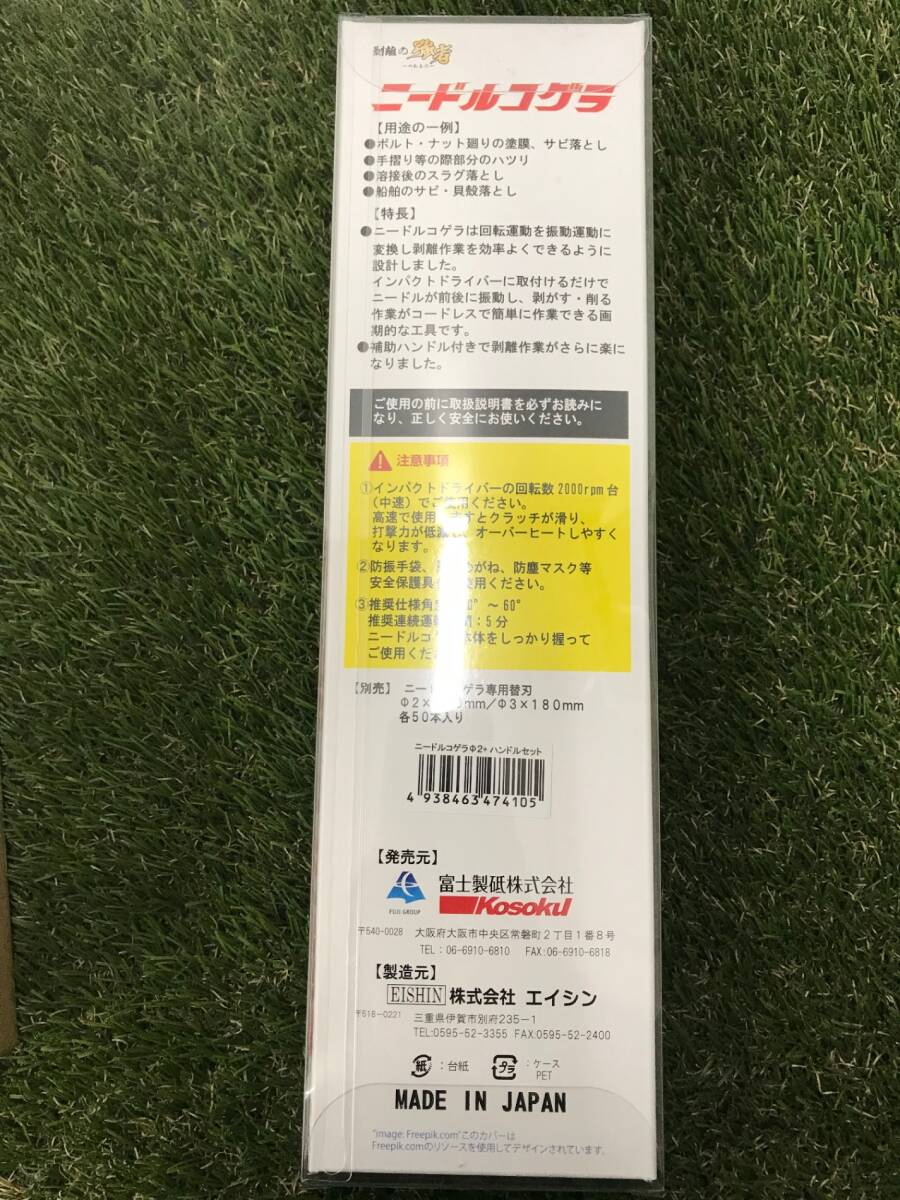 剥離の強者
ニードルコゲラ
【用途の一例】
●ボルト・ナット廻りの塗膜、サビ落とし
●手摺り等の際部分のハツリ
●溶接後のスラグ落とし
●船舶のサビ・貝殻落とし
【特長】
●ニードルコゲラは回転運動を振動運動に
変換し剥離作業を効率よくできるように
設計しました。
インパクトドライバーに取付けるだけで
ニードルが前後に振動し、剥がす・削る
作業がコードレスで簡単に作業できる画
期的な工具です。
●補助ハンドル付きで剥離作業がさらに楽に
なりました。
ご使用の前に取扱説明書を必ずお読みに
なり、正しく安全にお使いください。
注意事項
①インパクトドライバーの回転数2000rpm台
（中速）でご使用ください。
高速で使用 ますとクラッチが滑り、
打撃力が低 、オーバーヒートしやすく
なります。
②防振手袋、 めがね、防塵マスク等
安全保護具 使用ください。
③推奨仕様角 ～60°
推奨連続運 ：5分
ニードルコゲ 本体をしっかり握って
ご使用くだ
【別売】 ニー ゲラ専用替刃
Φ2× mm／Φ3×180mm
各50本入り
ニードルコゲラΦ2+ ハンドルセット
4 938463 474105
【発売元】
FUJI GROUP
富士製砥株式会社
Kosoku
〒540-0028 大阪府大阪市中央区常磐町2丁目1番8号
TEL：06-6910-6810 FAX:06-6910-6818
【製造元】
EISHIN 株式会社 エイシン
〒518-0221 三重県伊賀市別府235-1
TEL:0595-52-3355 FAX:0595-52-2400
紙 ：台紙 プラ ：ケース
PET
MADE IN JAPAN
"image: Freepik.com"このカバーは
Freepik.comのリソースを使用してデザインされています。